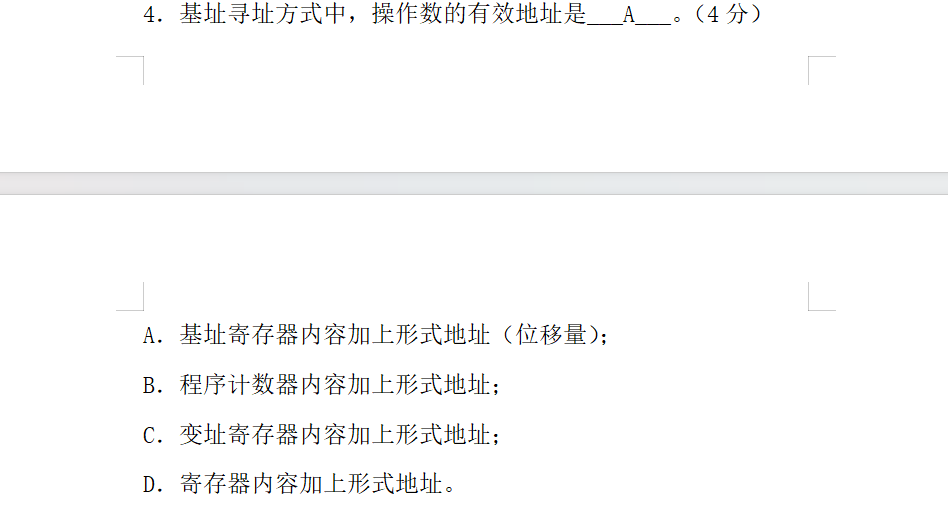 4. 基址寻址方式中，操作数的有效地址是___A___。（4 分）
A. 基址寄存器内容加上形式地址（位移量）；
B. 程序计数器内容加上形式地址；
C. 变址寄存器内容加上形式地址；
D. 寄存器内容加上形式地址。